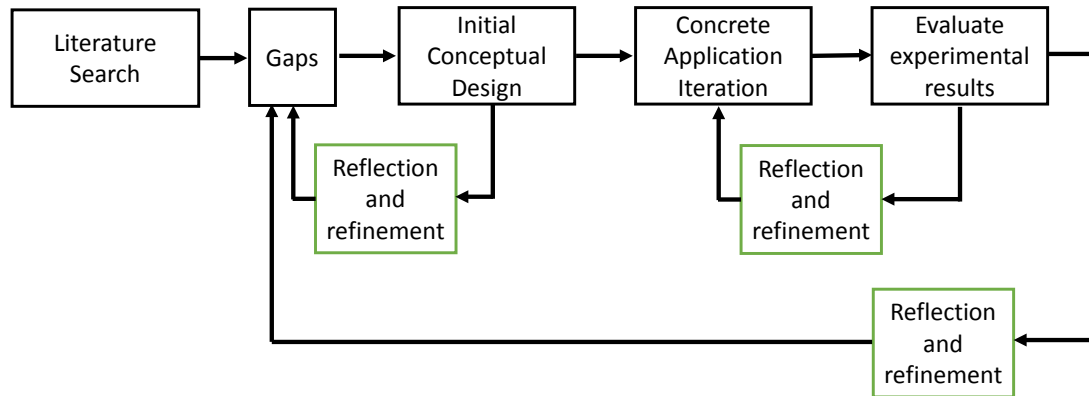 Literature
Search
Gaps
Initial
Conceptual
Design
Concrete
Application
Iteration
Evaluate
experimental
results
Reflection
and
refinement
Reflection
and
refinement
Reflection
and
refinement